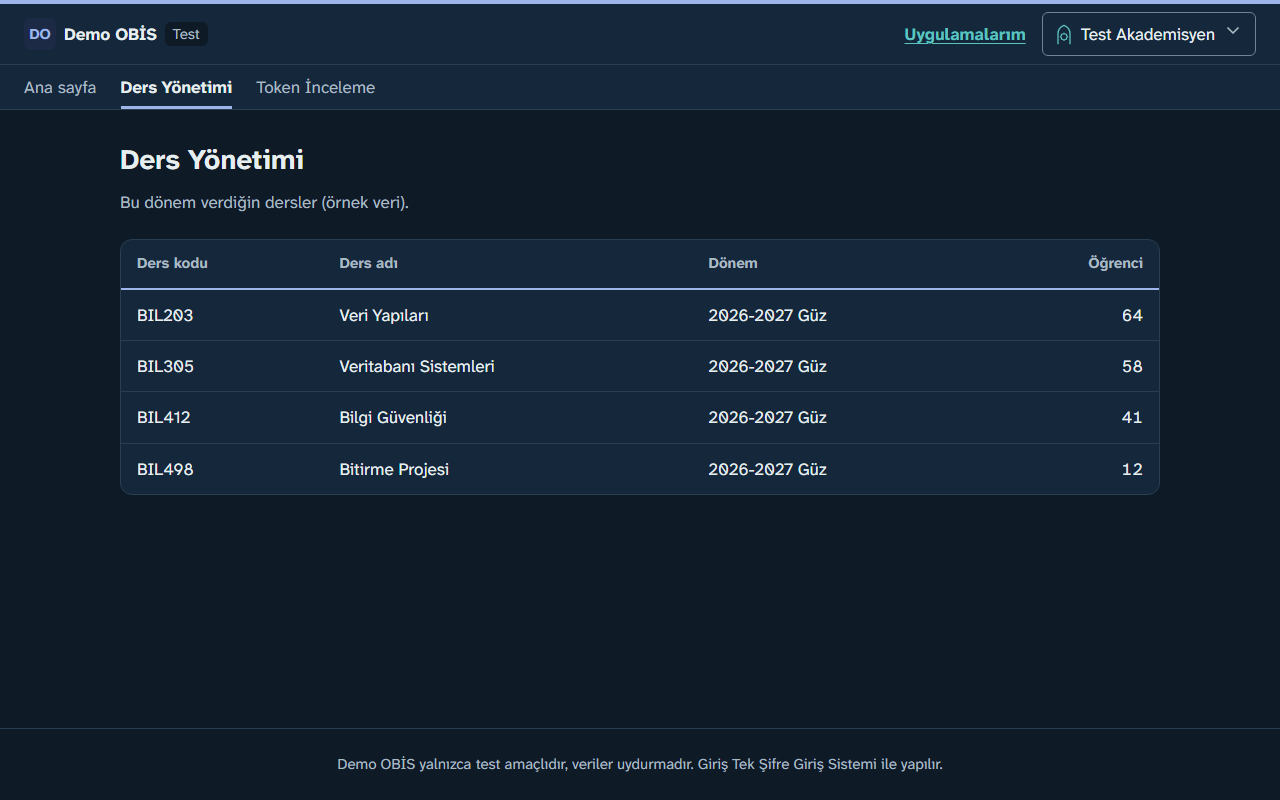 DO Demo OBİS Test Uygulamalarım Test Akademisyen
Ana sayfa Ders Yönetimi Token İnceleme
Ders Yönetimi
Bu dönem verdiğin dersler (örnek veri).
Ders kodu Ders adı Dönem Öğrenci
BIL203 Veri Yapıları 2026-2027 Güz 64
BIL305 Veritabanı Sistemleri 2026-2027 Güz 58
BIL412 Bilgi Güvenliği 2026-2027 Güz 41
BIL498 Bitirme Projesi 2026-2027 Güz 12
Demo OBİS yalnızca test amaçlıdır, veriler uydurmadır. Giriş Tek Şifre Giriş Sistemi ile yapılır.